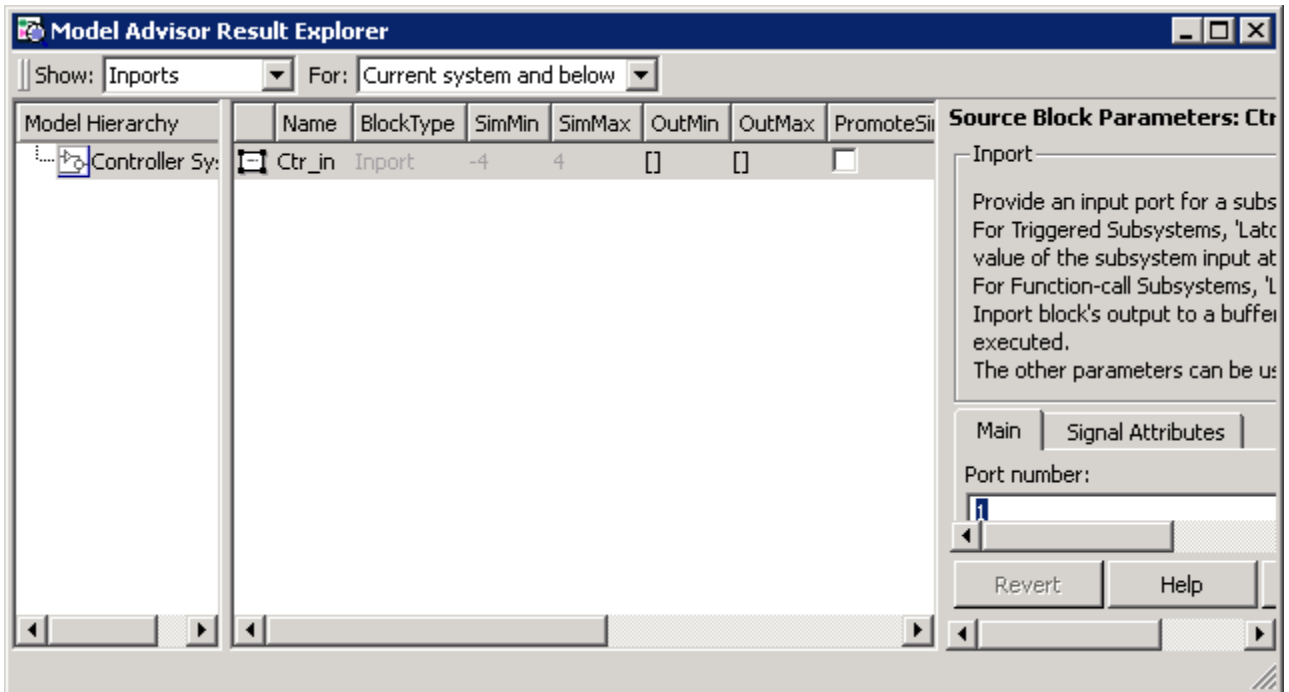 Model Advisor Result Explorer
Show: Inports For: Current system and below
Model Hierarchy Name BlockType SimMin SimMax OutMin OutMax PromoteSi
Controller Sy
Ctr_in Inport -4 4 [] []
Source Block Parameters: Ctr
Inport
Provide an input port for a subs
For Triggered Subsystems, 'Latc
value of the subsystem input at
For Function-call Subsystems, 'L
Inport block's output to a buffer
executed.
The other parameters can be us
Main Signal Attributes
Port number:
1
Revert Help